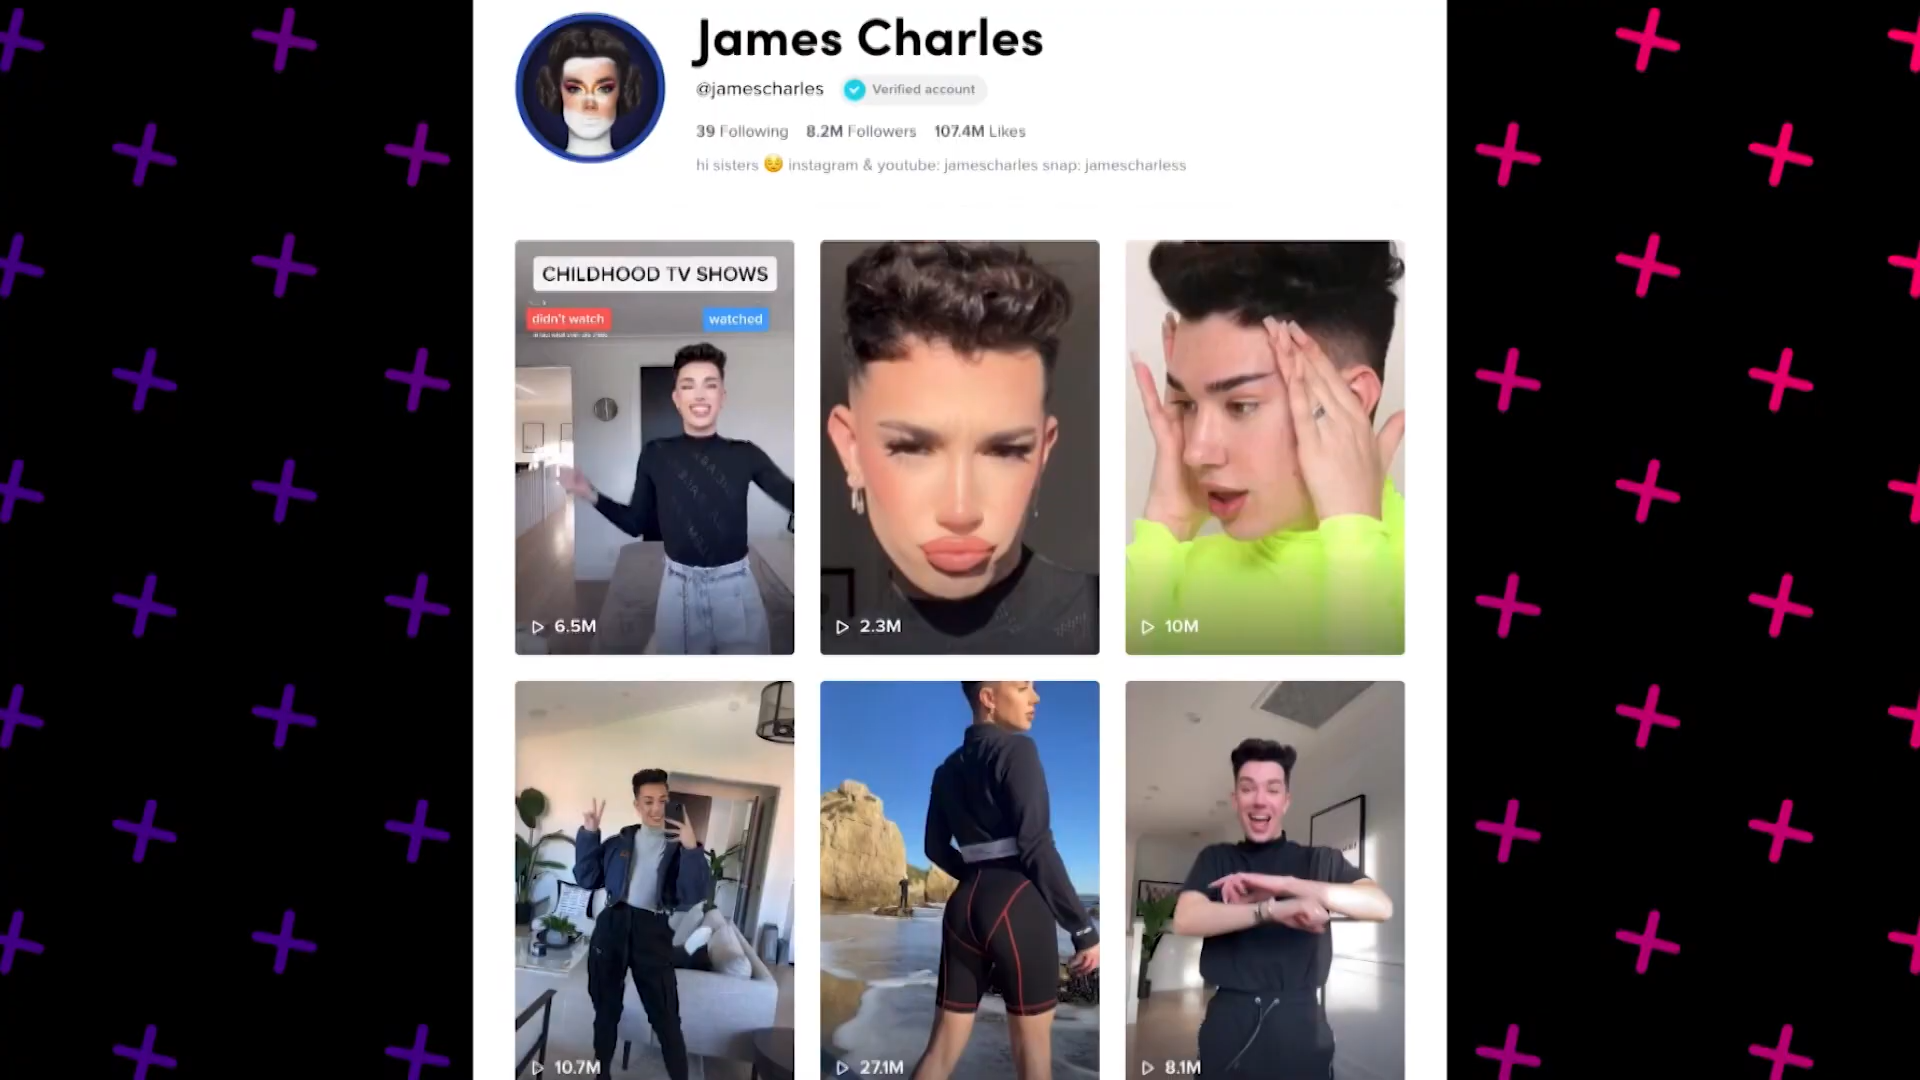 James Charles
@jamescharles Verified account
39 Following 8.2M Followers 107.4M Likes
hi sisters 😌 instagram & youtube: jamescharles snap: jamescharless
CHILDHOOD TV SHOWS
didn't watch watched
6.5M 2.3M 10M
10.7M 27.1M 8.1M